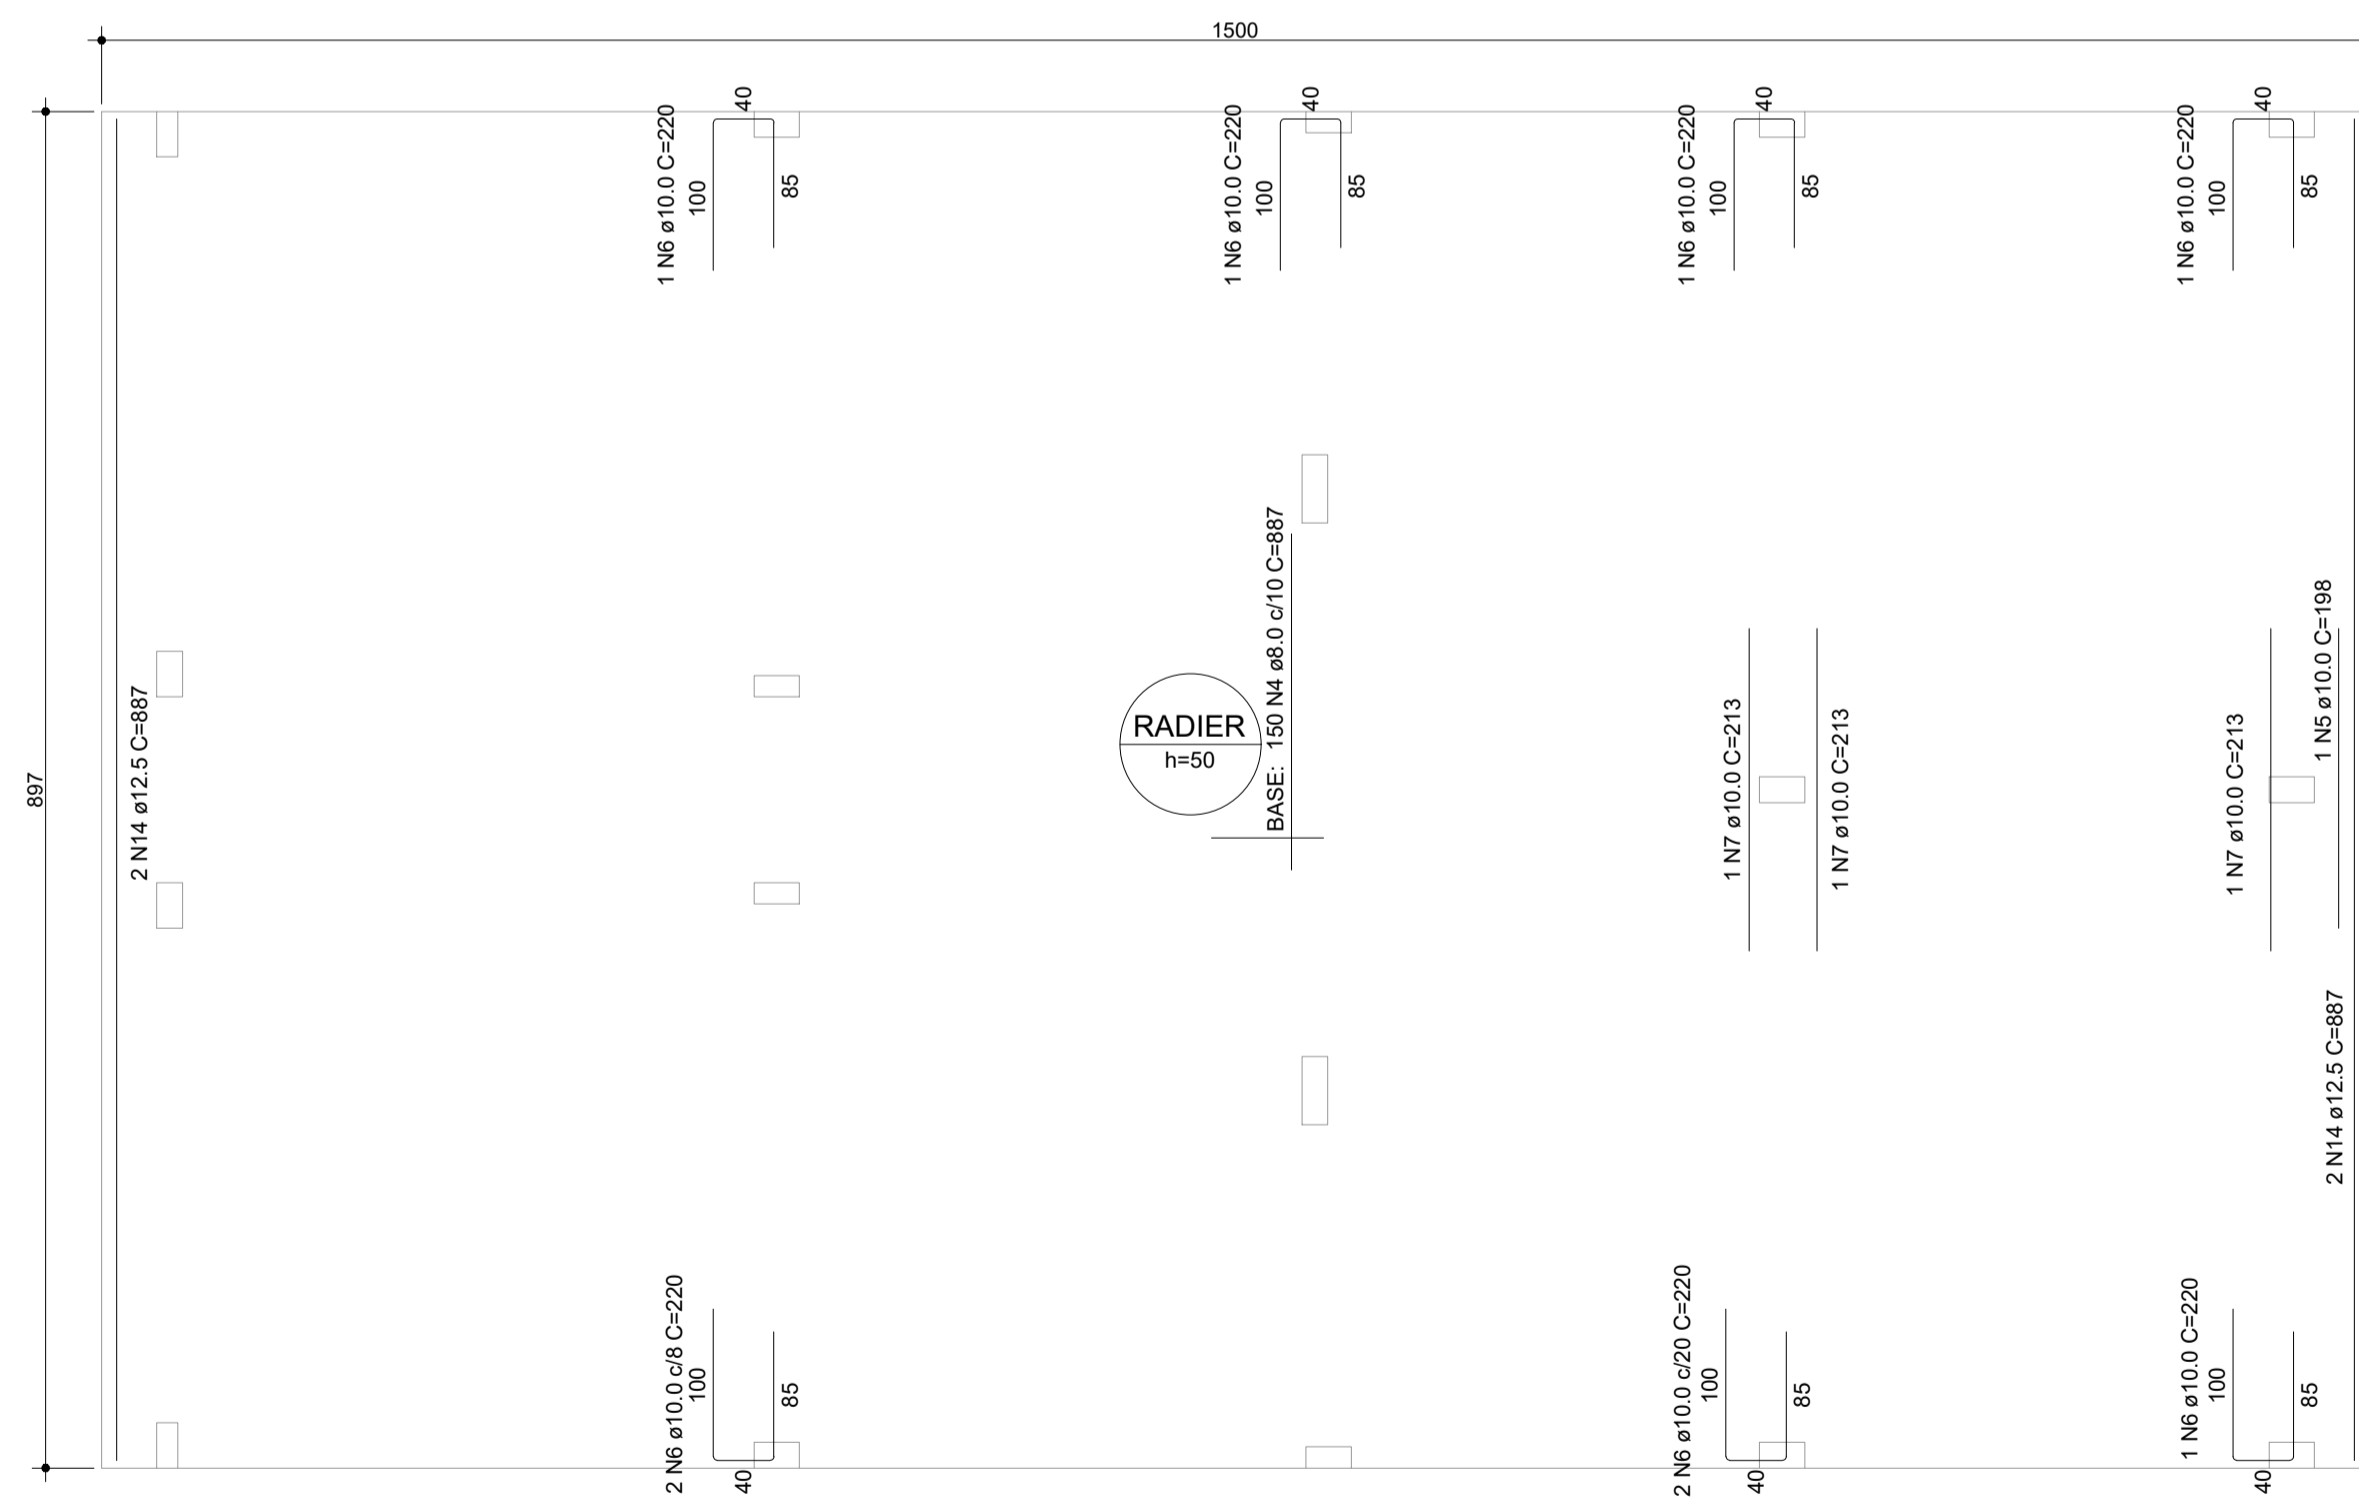 1500
897
1 N6 ø10.0 C=220
100
40
85
1 N6 ø10.0 C=220
100
40
85
1 N6 ø10.0 C=220
100
40
85
1 N6 ø10.0 C=220
100
40
85
2 N14 ø12.5 C=887
RADIER
h=50
BASE: 150 N4 ø8.0 c/10 C=887
1 N7 ø10.0 C=213
1 N7 ø10.0 C=213
1 N7 ø10.0 C=213
1 N5 ø10.0 C=198
2 N14 ø12.5 C=887
2 N6 ø10.0 c/8 C=220
100
40
85
2 N6 ø10.0 c/20 C=220
100
40
85
1 N6 ø10.0 C=220
100
40
85